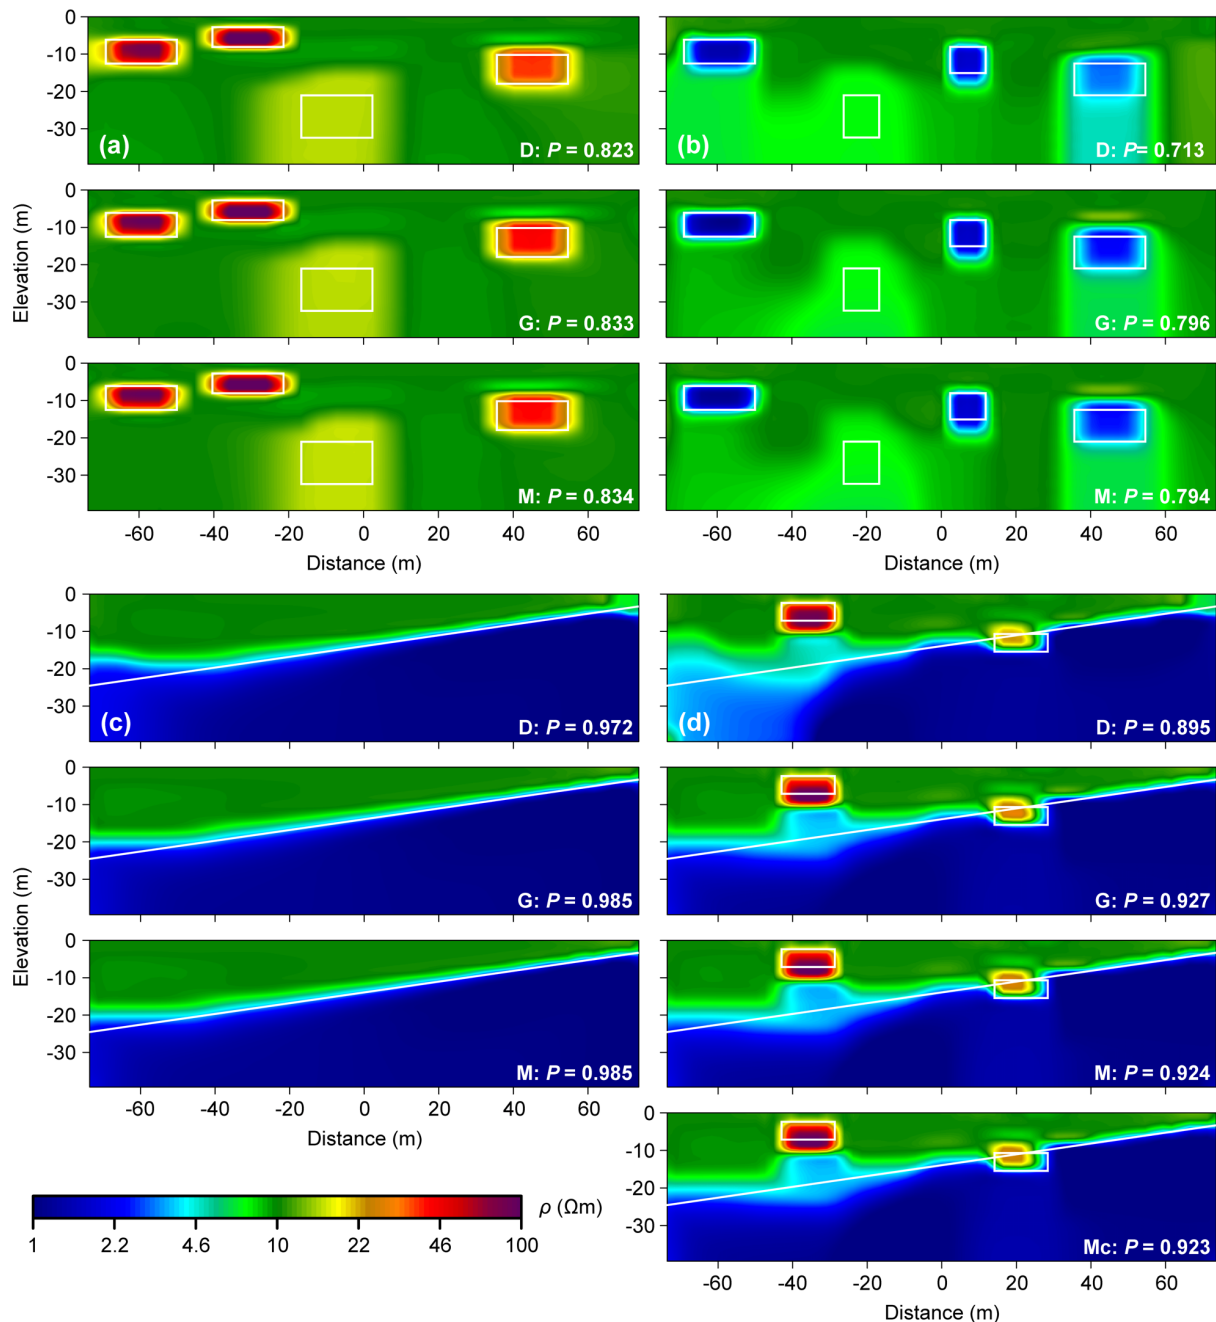 0
-10
-20
-30
(a)
D: P = 0.823
(b)
D: P= 0.713
0
-10
-20
-30
Elevation (m)
G: P = 0.833
G: P = 0.796
0
-10
-20
-30
M: P = 0.834
M: P = 0.794
-60 -40 -20 0 20 40 60
Distance (m)
-60 -40 -20 0 20 40 60
Distance (m)
0
-10
-20
-30
(c)
D: P = 0.972
(d)
D: P = 0.895
0
-10
-20
-30
Elevation (m)
G: P = 0.985
G: P = 0.927
0
-10
-20
-30
M: P = 0.985
M: P = 0.924
-60 -40 -20 0 20 40 60
Distance (m)
0
-10
-20
-30
Mc: P = 0.923
-60 -40 -20 0 20 40 60
Distance (m)
ρ (Ωm)
1 2.2 4.6 10 22 46 100